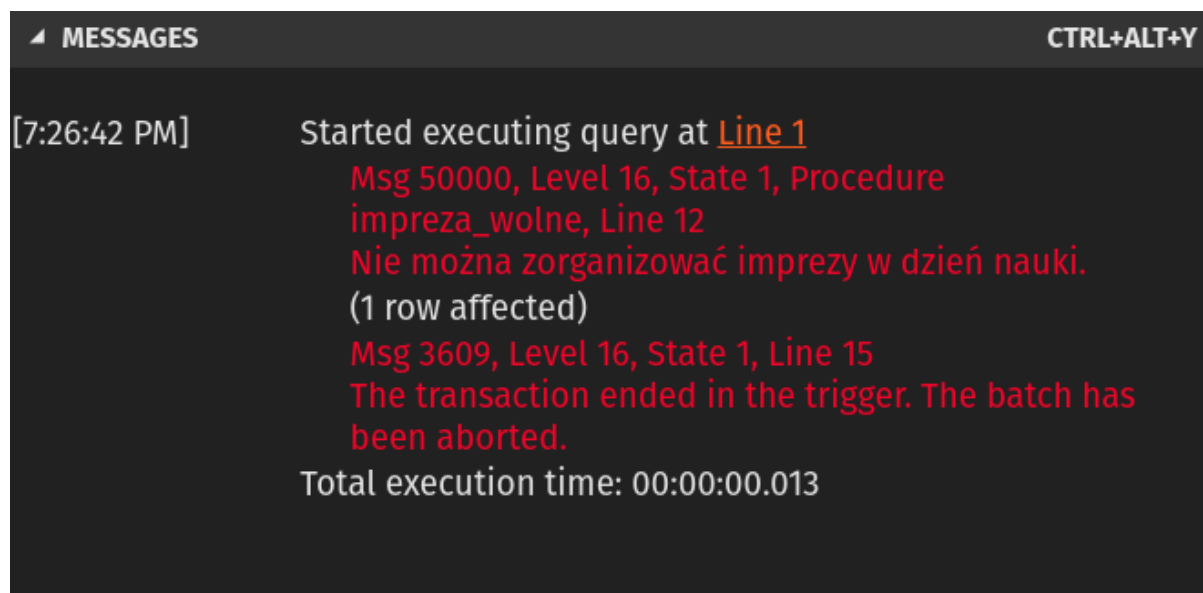 MESSAGES CTRL+ALT+Y
[7:26:42 PM] Started executing query at Line 1
Msg 50000, Level 16, State 1, Procedure
impreza_wolne, Line 12
Nie można zorganizować imprezy w dzień nauki.
(1 row affected)
Msg 3609, Level 16, State 1, Line 15
The transaction ended in the trigger. The batch has
been aborted.
Total execution time: 00:00:00.013